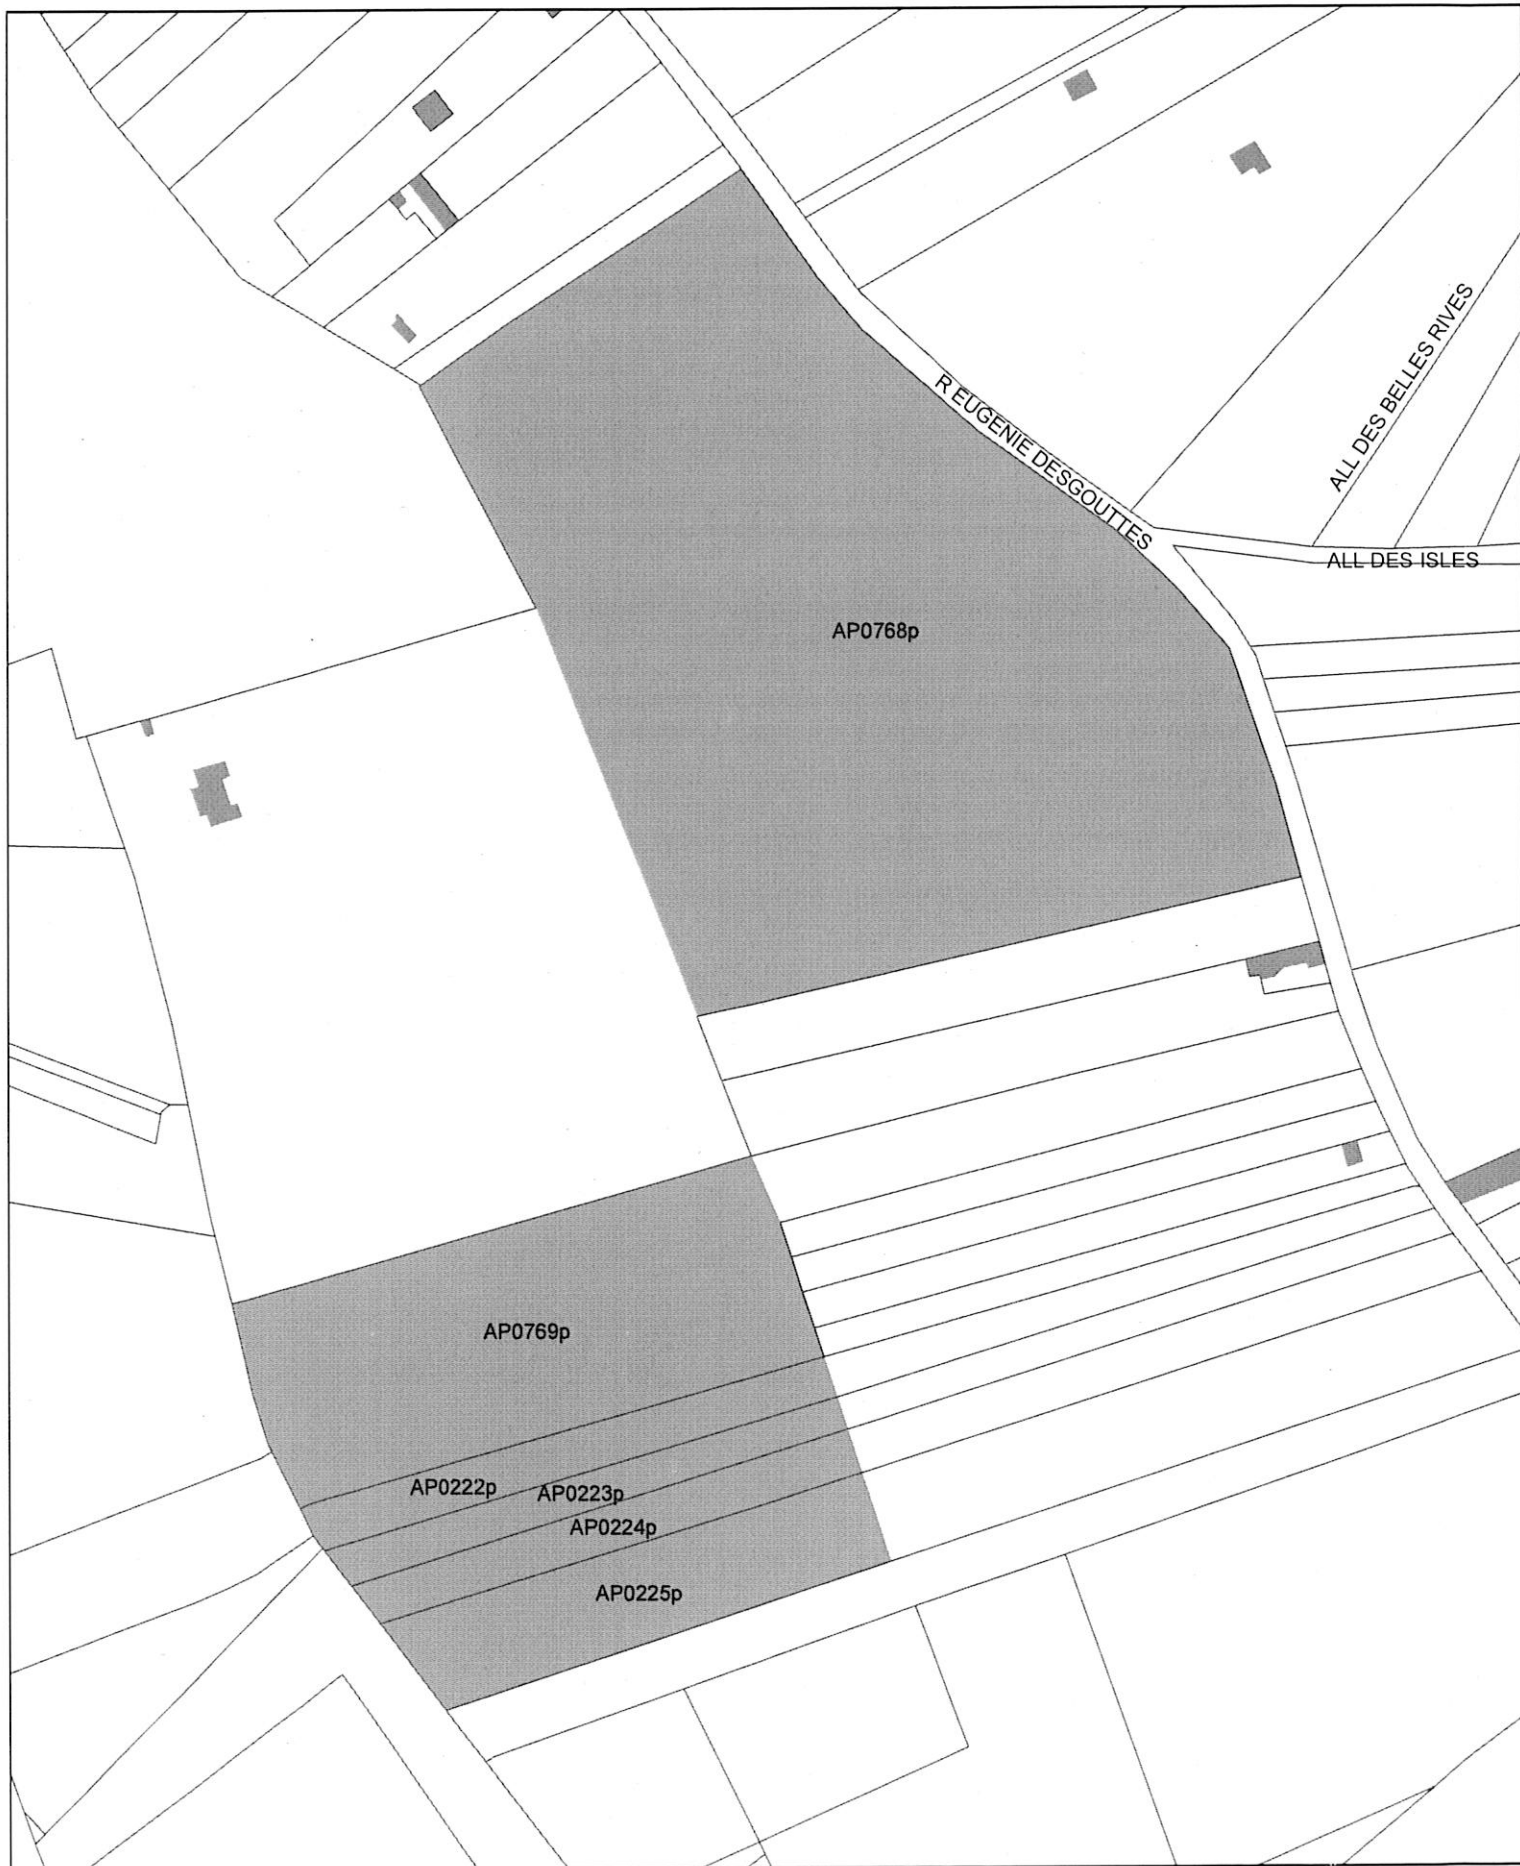 ALL DES BELLES RIVES
R EUGENIE DESGOUTTES
ALL DES ISLES
AP0768p
AP0769p
AP0222p
AP0223p
AP0224p
AP0225p